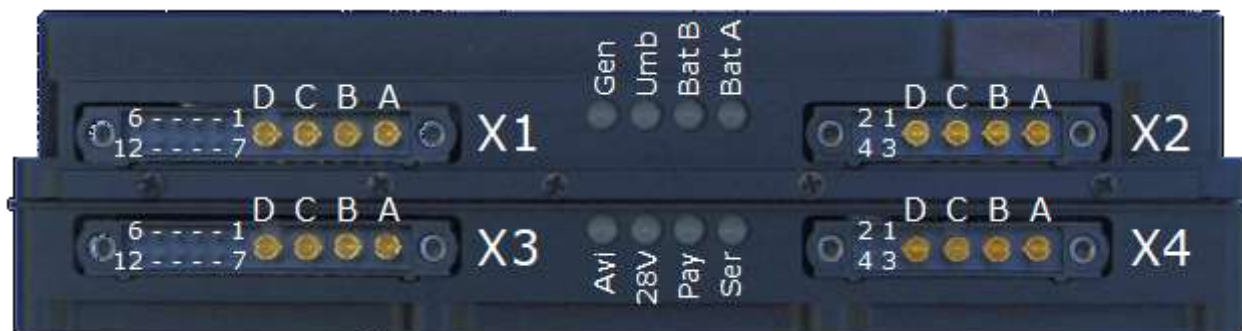 Gen Umb Bat B Bat A
D C B A
6 - - - - 1
12 - - - - 7
X1
D C B A
2 1
4 3
X2
D C B A
6 - - - - 1
12 - - - - 7
X3
Avi 28V Pay Ser
D C B A
2 1
4 3
X4